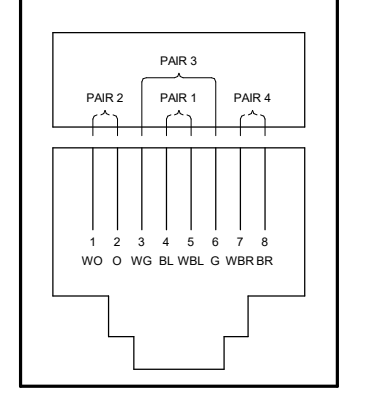 PAIR 3
PAIR 2 PAIR 1 PAIR 4
1 2 3 4 5 6 7 8
WO O WG BL WBL G WBR BR